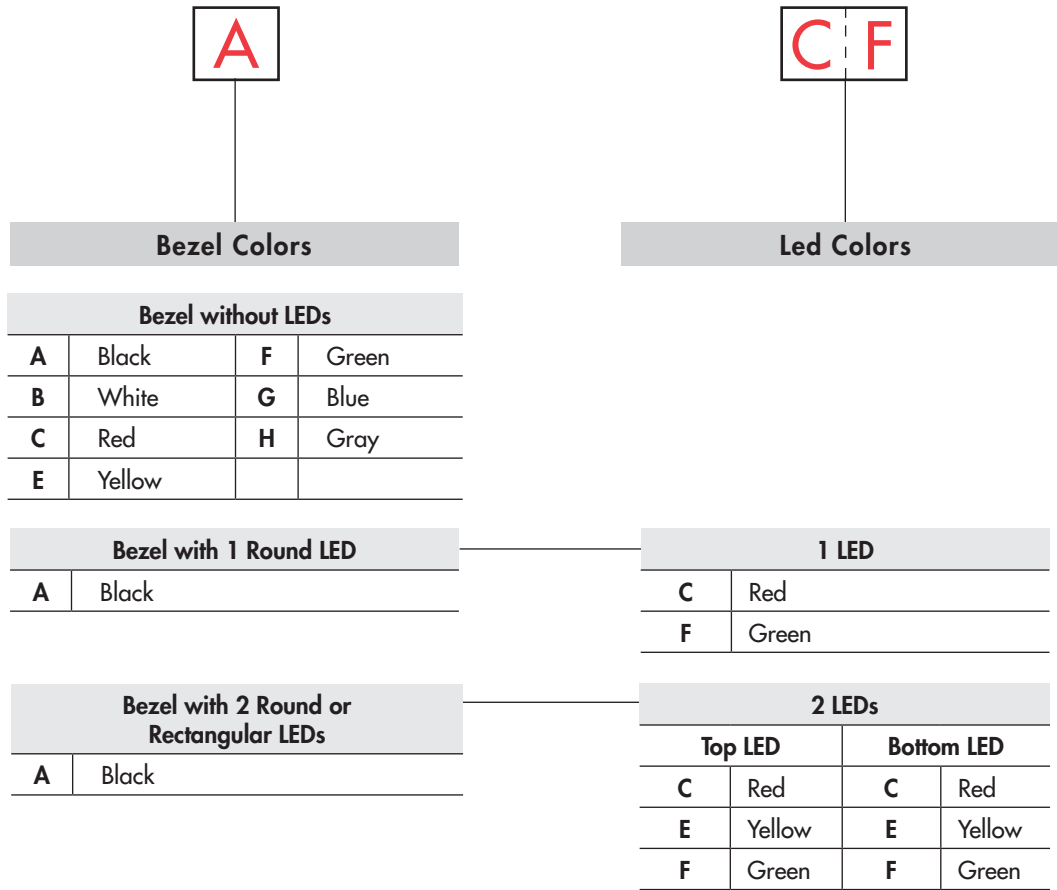 A
C F
Bezel Colors
Led Colors
Bezel without LEDs
A Black F Green
B White G Blue
C Red H Gray
E Yellow
Bezel with 1 Round LED
A Black
1 LED
C Red
F Green
Bezel with 2 Round or
Rectangular LEDs
A Black
2 LEDs
Top LED Bottom LED
C Red C Red
E Yellow E Yellow
F Green F Green